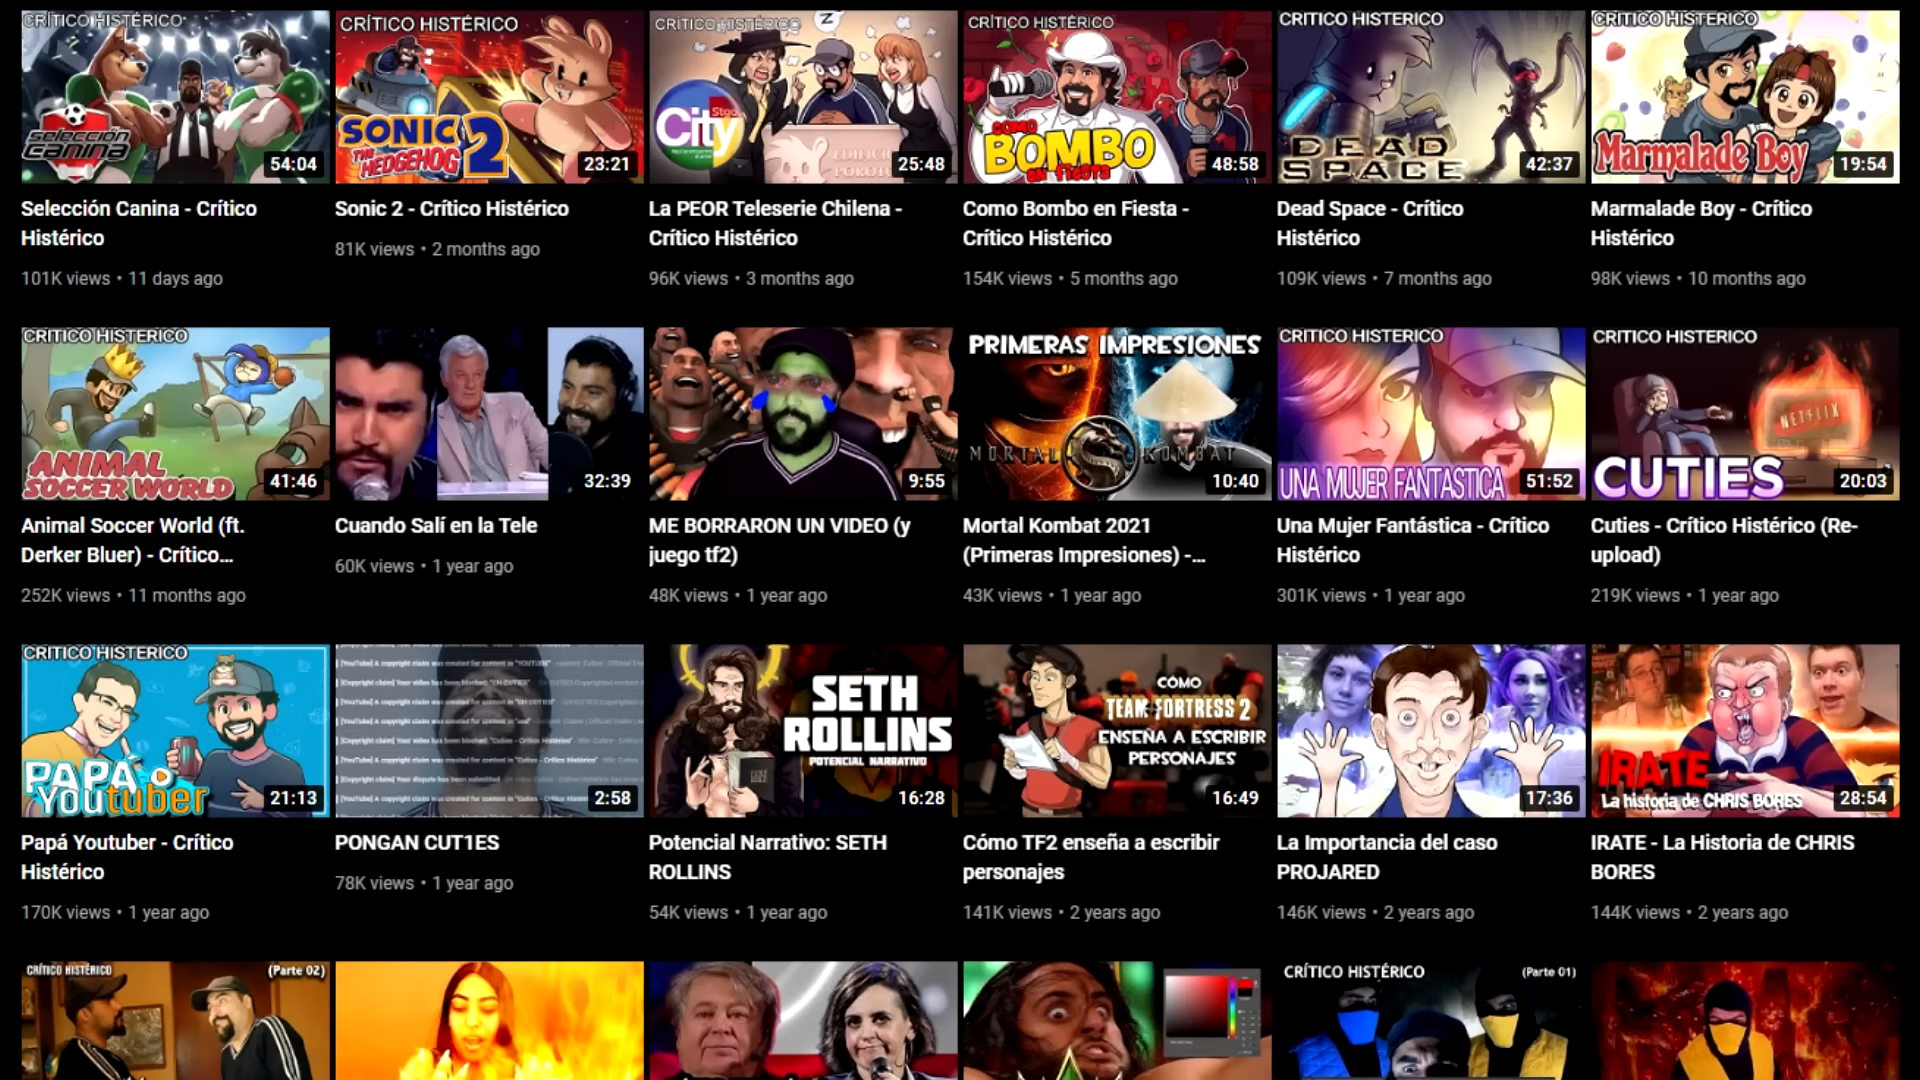 CRÍTICO HISTÉRICO
CRÍTICO HISTÉRICO
CRÍTICO HISTÉRICO
CRÍTICO HISTÉRICO
CRITICO HISTERICO
CRITICO HISTERICO
Selección
Canina
54:04
SONIC
THE HEDGEHOG
2
23:21
Stgo
City
EDIFICIO
POROTO
25:48
COMO
BOMBO
en fiesta
48:58
DEAD
SPACE
42:37
Marmalade Boy
19:54
Selección Canina - Crítico
Histérico
101K views • 11 days ago
Sonic 2 - Crítico Histérico
81K views • 2 months ago
La PEOR Teleserie Chilena -
Crítico Histérico
96K views • 3 months ago
Como Bombo en Fiesta -
Crítico Histérico
154K views • 5 months ago
Dead Space - Crítico
Histérico
109K views • 7 months ago
Marmalade Boy - Crítico
Histérico
98K views • 10 months ago
CRITICO HISTERICO
ANIMAL
SOCCER WORLD
41:46
32:39
9:55
PRIMERAS IMPRESIONES
MORTAL KOMBAT
10:40
CRITICO HISTERICO
UNA MUJER FANTASTICA
51:52
CRITICO HISTERICO
NETFLIX
CUTIES
20:03
Animal Soccer World (ft.
Derker Bluer) - Crítico...
252K views • 11 months ago
Cuando Salí en la Tele
60K views • 1 year ago
ME BORRARON UN VIDEO (y
juego tf2)
48K views • 1 year ago
Mortal Kombat 2021
(Primeras Impresiones) -...
43K views • 1 year ago
Una Mujer Fantástica - Crítico
Histérico
301K views • 1 year ago
Cuties - Crítico Histérico (Re-
upload)
219K views • 1 year ago
CRITICO HISTERICO
PAPÁ
Youtuber
21:13
2:58
SETH
ROLLINS
POTENCIAL NARRATIVO
16:28
CÓMO
TEAM FORTRESS 2
ENSEÑA A ESCRIBIR
PERSONAJES
16:49
17:36
IRATE
La historia de CHRIS BORES
28:54
Papá Youtuber - Crítico
Histérico
170K views • 1 year ago
PONGAN CUT1ES
78K views • 1 year ago
Potencial Narrativo: SETH
ROLLINS
54K views • 1 year ago
Cómo TF2 enseña a escribir
personajes
141K views • 2 years ago
La Importancia del caso
PROJARED
146K views • 2 years ago
IRATE - La Historia de CHRIS
BORES
144K views • 2 years ago
CRÍTICO HISTÉRICO
(Parte 02)
CRÍTICO HISTÉRICO
(Parte 01)